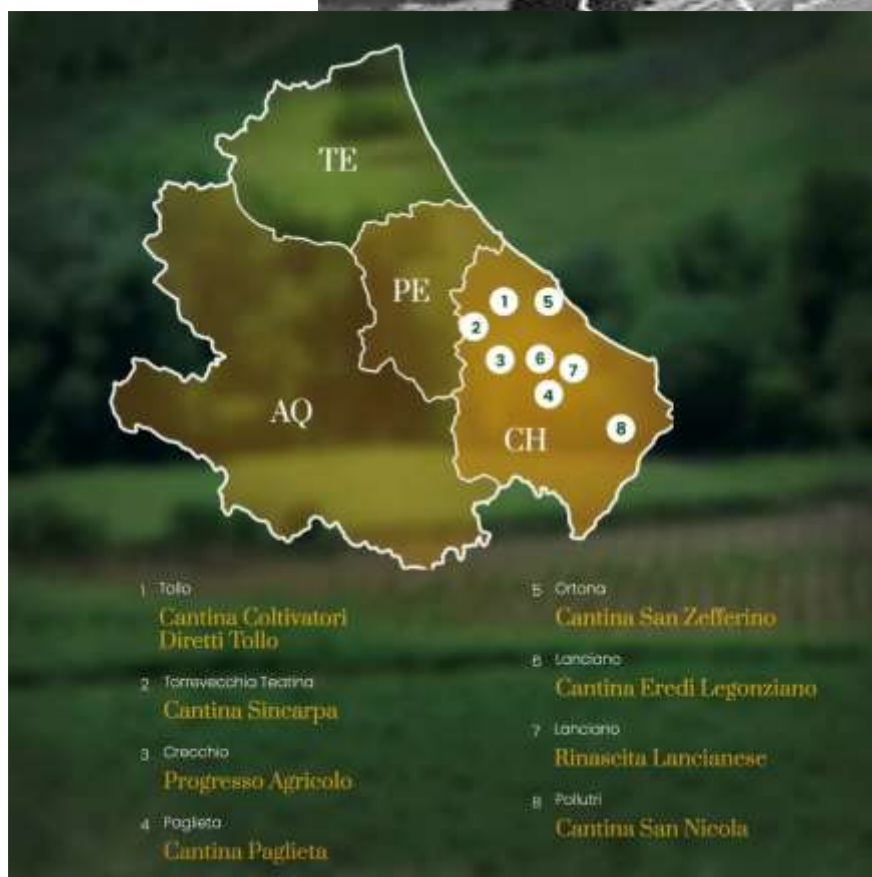 TE
PE
AQ
CH
1
5
2
3
6
7
4
8
1 Tollo
Cantina Coltivatori
Diretti Tollo
2 Torrevecchia Teatina
Cantina Sincarpa
3 Crecchio
Progresso Agricolo
4 Paglieta
Cantina Paglieta
5 Ortona
Cantina San Zefferino
6 Lanciano
Cantina Eredi Legonziano
7 Lanciano
Rinascita Lancianese
8 Pollutri
Cantina San Nicola